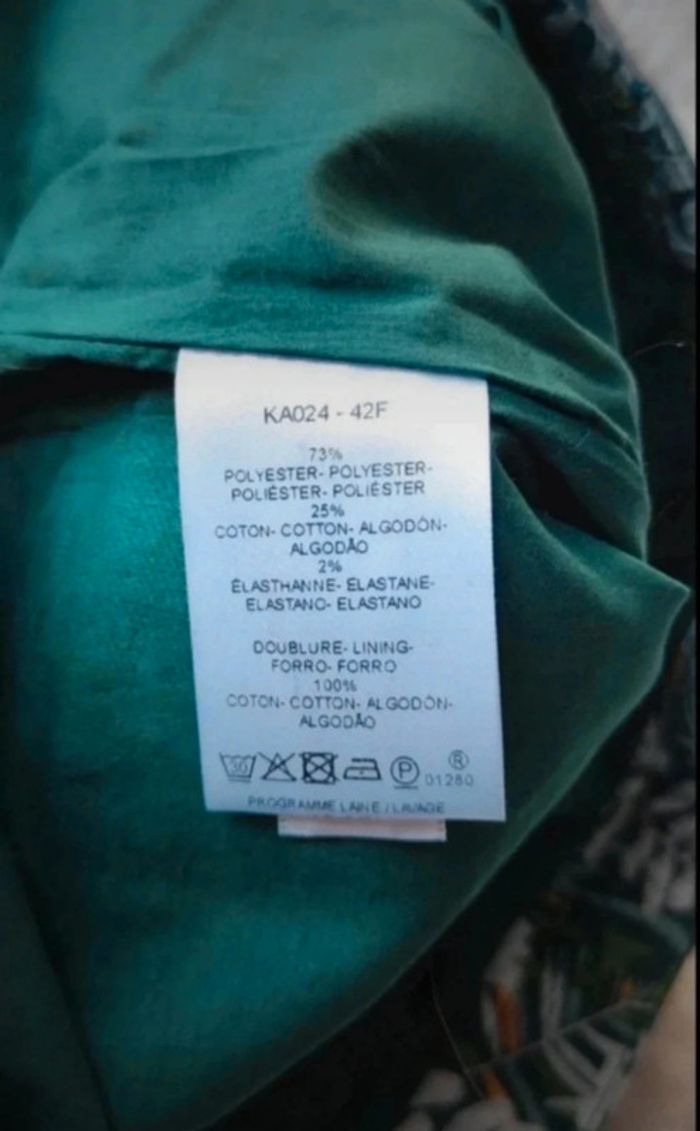 KA024 - 42F
73%
POLYESTER- POLYESTER-
POLIÉSTER- POLIÉSTER
25%
COTON- COTTON- ALGODÓN-
ALGODÃO
2%
ÉLASTHANNE- ELASTANE-
ELASTANO- ELASTANO
DOUBLURE- LINING-
FORRO- FORRO
100%
COTON- COTTON- ALGODÓN-
ALGODÃO
30 P ® 01280
PROGRAMME LAINE / LAVAGE